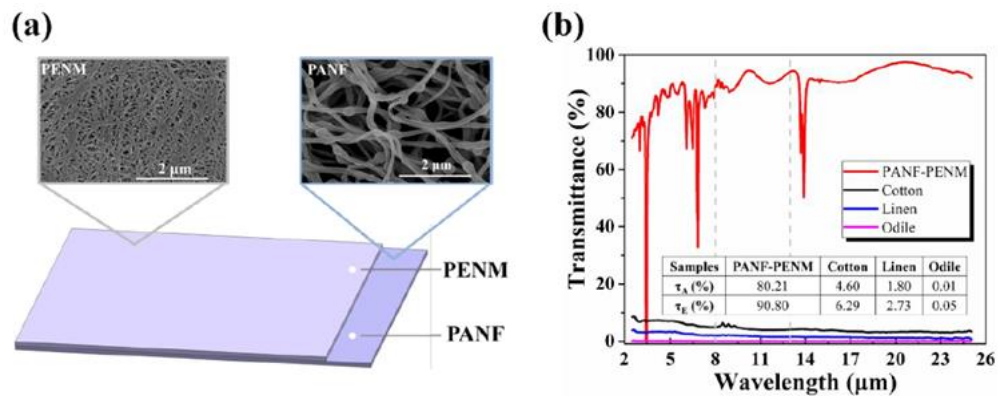 (a)
PENM
2 μm
PANF
2 μm
PENM
PANF
(b)
Transmittance (%)
100
80
60
40
20
0
PANF-PENM
Cotton
Linen
Odile
Samples PANF-PENM Cotton Linen Odile
τA (%) 80.21 4.60 1.80 0.01
τE (%) 90.80 6.29 2.73 0.05
2 5 8 11 14 17 20 23 26
Wavelength (μm)